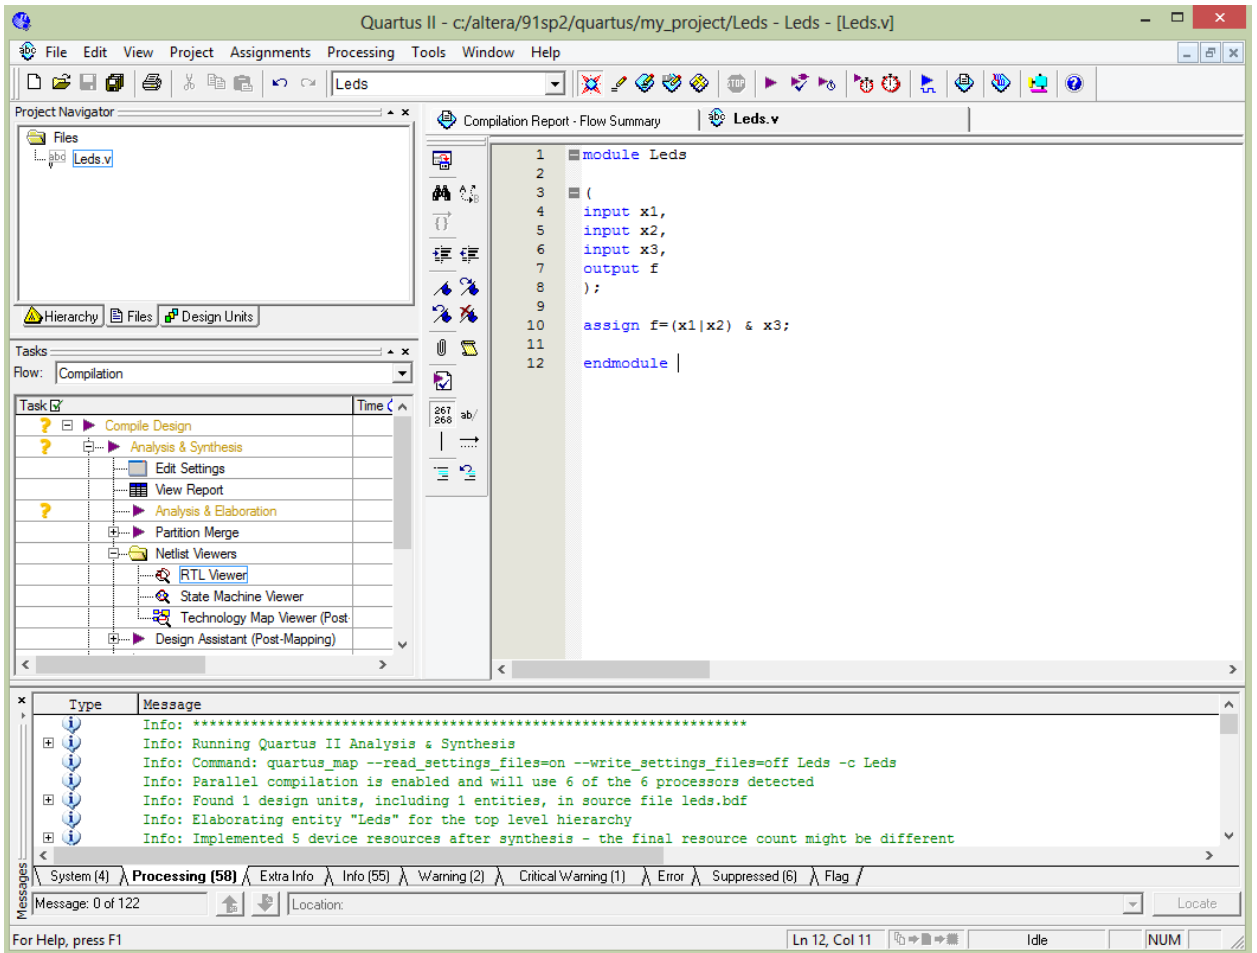 Quartus II - c:/altera/91sp2/quartus/my_project/Leds - Leds - [Leds.v]
File Edit View Project Assignments Processing Tools Window Help
Leds
Project Navigator
Files
Leds.v
Hierarchy Files Design Units
Tasks
Flow: Compilation
Task Time
Compile Design
Analysis & Synthesis
Edit Settings
View Report
Analysis & Elaboration
Partition Merge
Netlist Viewers
RTL Viewer
State Machine Viewer
Technology Map Viewer (Post
Design Assistant (Post-Mapping)
Compilation Report - Flow Summary Leds.v
267
268 ab/
1 module Leds
2
3 (
4 input x1,
5 input x2,
6 input x3,
7 output f
8 );
9
10 assign f=(x1|x2) & x3;
11
12 endmodule
Type Message
Info: *******************************************************************
Info: Running Quartus II Analysis & Synthesis
Info: Command: quartus_map --read_settings_files=on --write_settings_files=off Leds -c Leds
Info: Parallel compilation is enabled and will use 6 of the 6 processors detected
Info: Found 1 design units, including 1 entities, in source file leds.bdf
Info: Elaborating entity "Leds" for the top level hierarchy
Info: Implemented 5 device resources after synthesis - the final resource count might be different
System (4) Processing (58) Extra Info Info (55) Warning (2) Critical Warning (1) Error Suppressed (6) Flag
Messages
Message: 0 of 122 Location: Locate
For Help, press F1 Ln 12, Col 11 Idle NUM